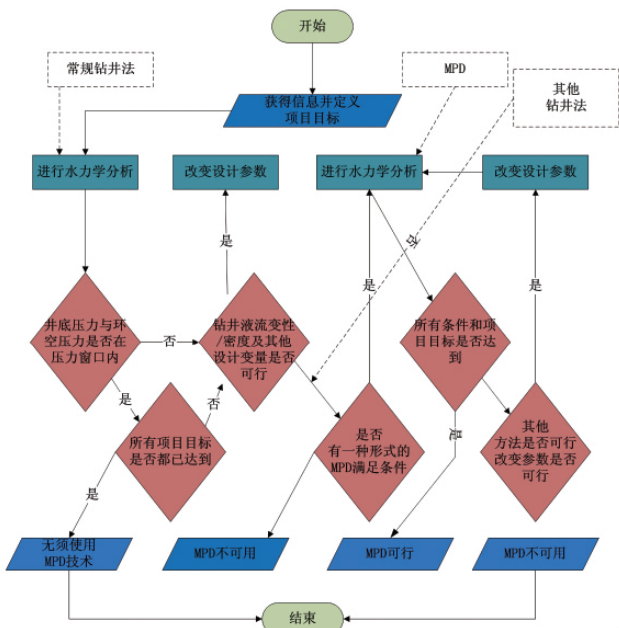 开始
常规钻井法
MPD
其他
钻井法
获得信息并定义
项目目标
进行水力学分析
改变设计参数
进行水力学分析
改变设计参数
是
否
是
是
井底压力与环
空压力是否在
压力窗口内
否
钻井液流变性
/密度及其他
设计变量是否
可行
所有条件和项
目目标是否达
到
是
否
所有项目目标
是否都已达到
是否
有一种形式的
MPD满足条件
是
其他
方法是否可行
改变参数是否
可行
是
无须使用
MPD技术
MPD不可用
MPD可行
MPD不可用
结束